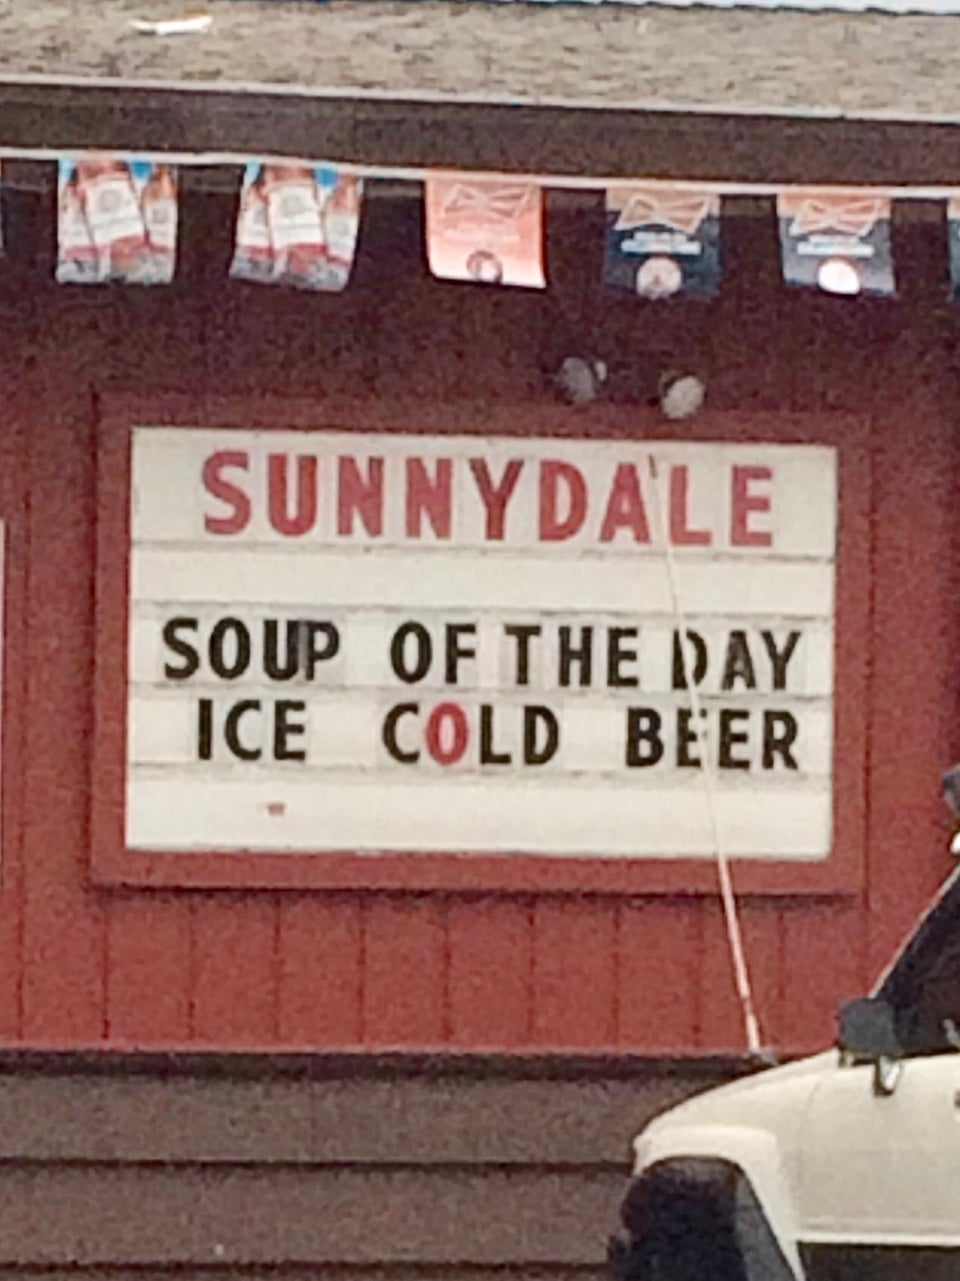 SUNNYDALE
SOUP OF THE DAY
ICE COLD BEER